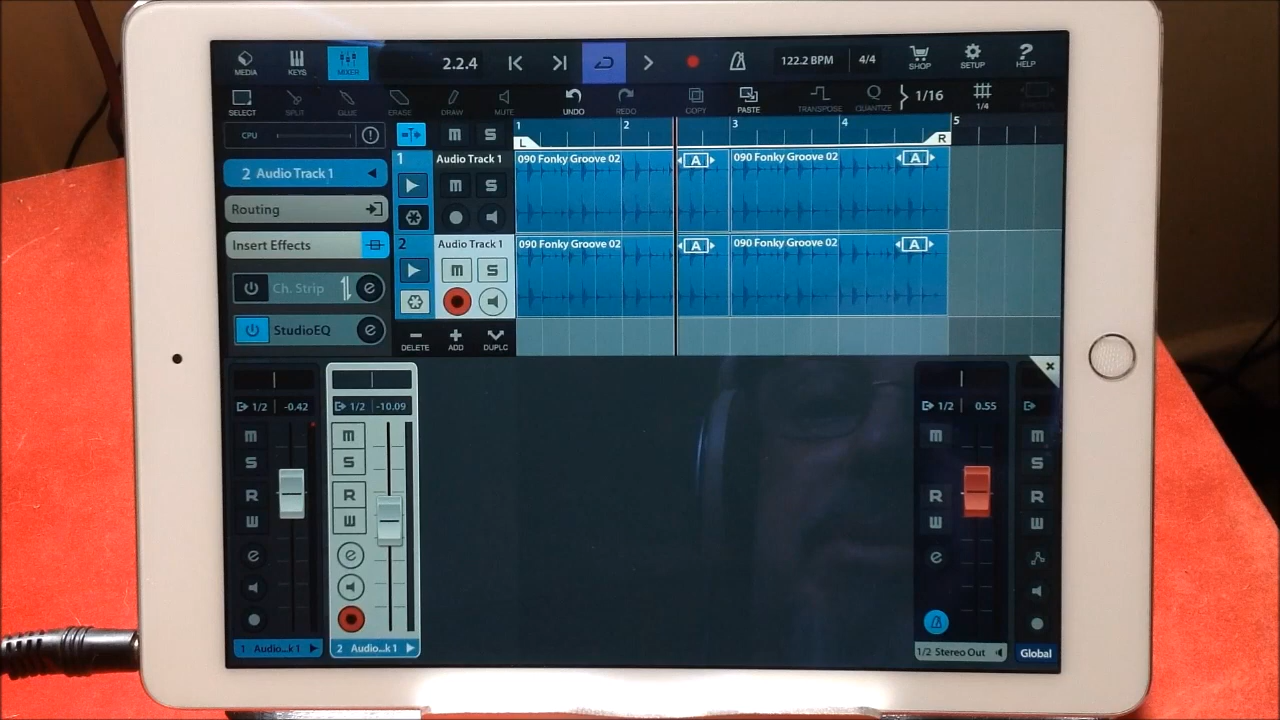 MEDIA KEYS MIXER 2.2.4 122.2 BPM 4/4 SHOP SETUP HELP
SELECT SPLIT GLUE ERASE DRAW MUTE UNDO REDO COPY PASTE TRANSPOSE QUANTIZE 1/16 1/4
CPU M S 1 2 3 4 5
L R
2 Audio Track 1 1 Audio Track 1 090 Fonky Groove 02 A 090 Fonky Groove 02 A
M S
Routing
Insert Effects 2 Audio Track 1 090 Fonky Groove 02 A 090 Fonky Groove 02 A
M S
Ch. Strip e
StudioEQ e
DELETE ADD DUPLC
1/2 -0.42 1/2 -10.09 1/2 0.55
M M M M
S S S
R R R R
W W W W
e e e
1 Audio..k 1 2 Audio..k 1 1/2 Stereo Out Global